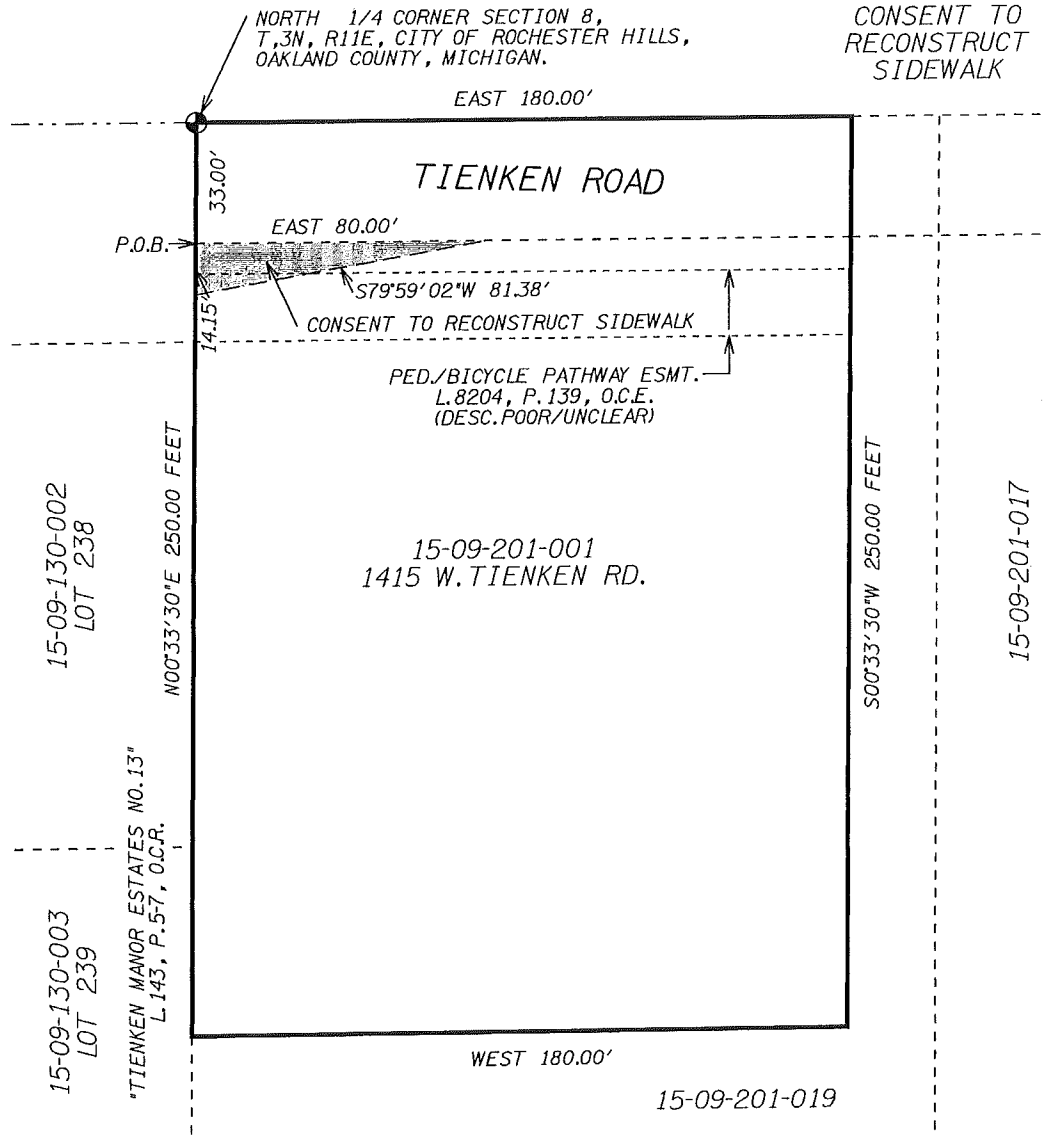 NORTH 1/4 CORNER SECTION 8,
T,3N, R11E, CITY OF ROCHESTER HILLS,
OAKLAND COUNTY, MICHIGAN.
CONSENT TO
RECONSTRUCT
SIDEWALK
EAST 180.00'
33.00'
TIENKEN ROAD
P.O.B.
EAST 80.00'
S79°59'02"W 81.38'
14.15'
CONSENT TO RECONSTRUCT SIDEWALK
PED./BICYCLE PATHWAY ESMT.
L.8204, P.139, O.C.E.
(DESC.POOR/UNCLEAR)
15-09-130-002
LOT 238
N00°33'30"E 250.00 FEET
15-09-201-001
1415 W.TIENKEN RD.
S00°33'30"W 250.00 FEET
15-09-201-017
15-09-130-003
LOT 239
"TIENKEN MANOR ESTATES NO.13"
L.143, P.5-7, O.C.R.
WEST 180.00'
15-09-201-019